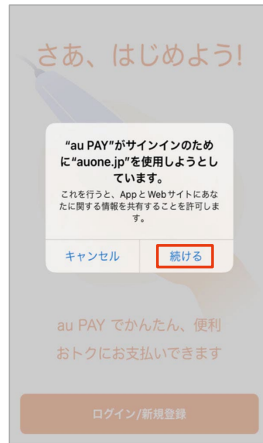 さあ、はじめよう!
“au PAY”がサインインのため
に“auone.jp”を使用しようとし
ています。
これを行うと、AppとWebサイトにあな
たに関する情報を共有することを許可しま
す。
キャンセル
続ける
au PAY でかんたん、便利
おトクにお支払いできます
ログイン/新規登録